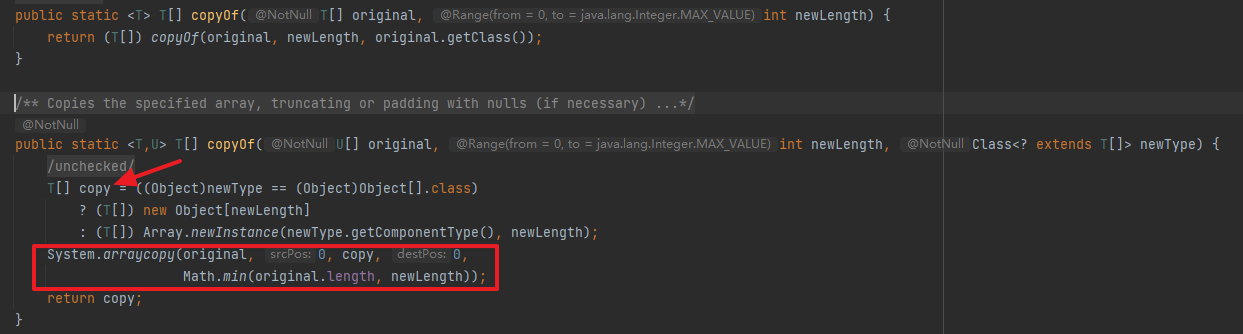 public static <T> T[] copyOf( @NotNull T[] original, @Range(from = 0, to = java.lang.Integer.MAX_VALUE) int newLength) {
return (T[]) copyOf(original, newLength, original.getClass());
}
/** Copies the specified array, truncating or padding with nulls (if necessary) ...*/
@NotNull
public static <T,U> T[] copyOf( @NotNull U[] original, @Range(from = 0, to = java.lang.Integer.MAX_VALUE) int newLength, @NotNull Class<? extends T[]> newType) {
/unchecked/
T[] copy = ((Object)newType == (Object)Object[].class)
? (T[]) new Object[newLength]
: (T[]) Array.newInstance(newType.getComponentType(), newLength);
System.arraycopy(original, srcPos: 0, copy, destPos: 0,
Math.min(original.length, newLength));
return copy;
}